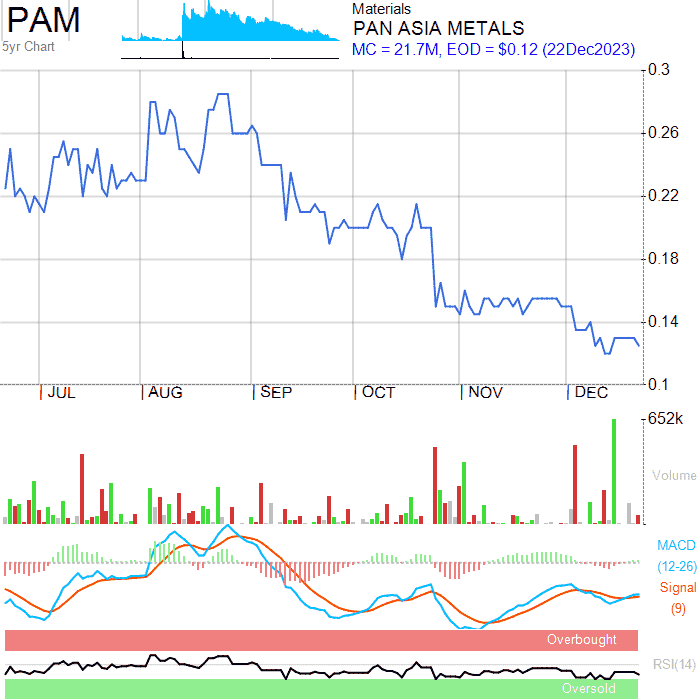 PAM
5yr Chart
Materials
PAN ASIA METALS
MC = 21.7M, EOD = $0.12 (22Dec2023)
0.3
0.26
0.22
0.18
0.14
0.1
JUL AUG SEP OCT NOV DEC
652k
Volume
MACD
(12-26)
Signal
(9)
Overbought
RSI(14)
Oversold